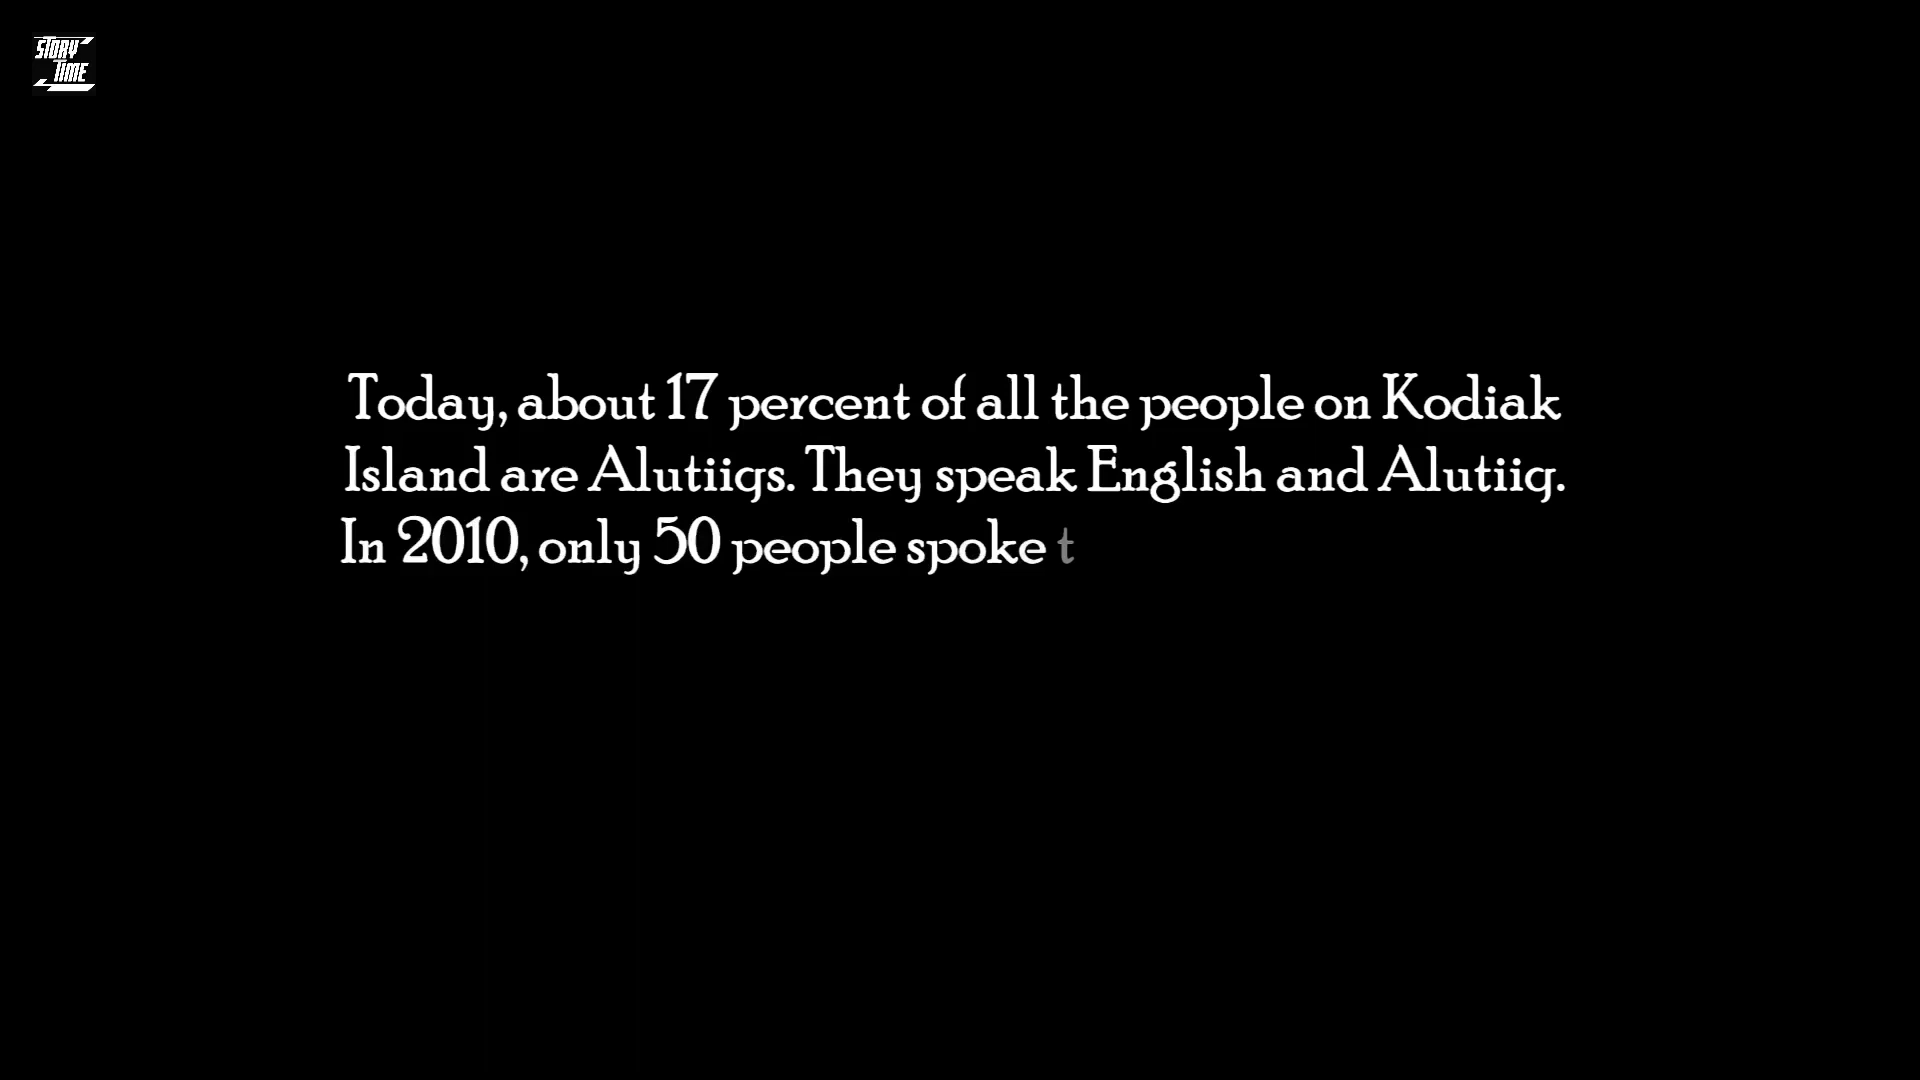 STORY
TIME
Today, about 17 percent of all the people on Kodiak
Island are Alutiiqs. They speak English and Alutiiq.
In 2010, only 50 people spoke t